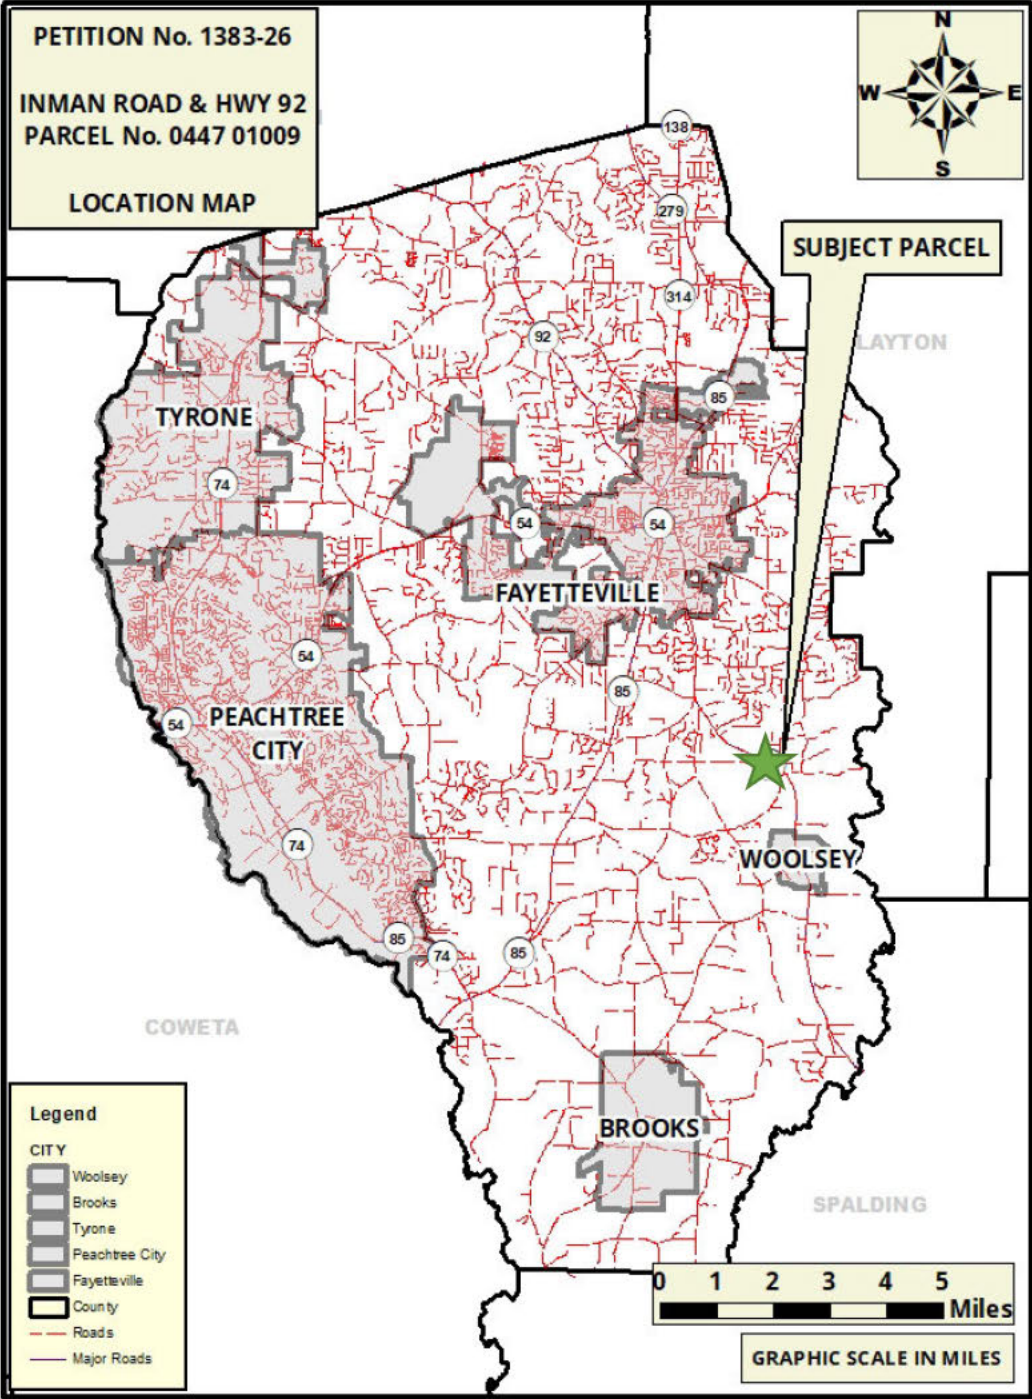 PETITION No. 1383-26
INMAN ROAD & HWY 92
PARCEL No. 0447 01009
LOCATION MAP
N
W
E
S
138
279
SUBJECT PARCEL
314
92
LAYTON
85
TYRONE
74
54
54
FAYETTEVILLE
54
85
54
PEACHTREE
CITY
74
WOOLSEY
85
74
85
COWETA
BROOKS
SPALDING
Legend
CITY
Woolsey
Brooks
Tyrone
Peachtree City
Fayetteville
County
Roads
Major Roads
0 1 2 3 4 5
Miles
GRAPHIC SCALE IN MILES